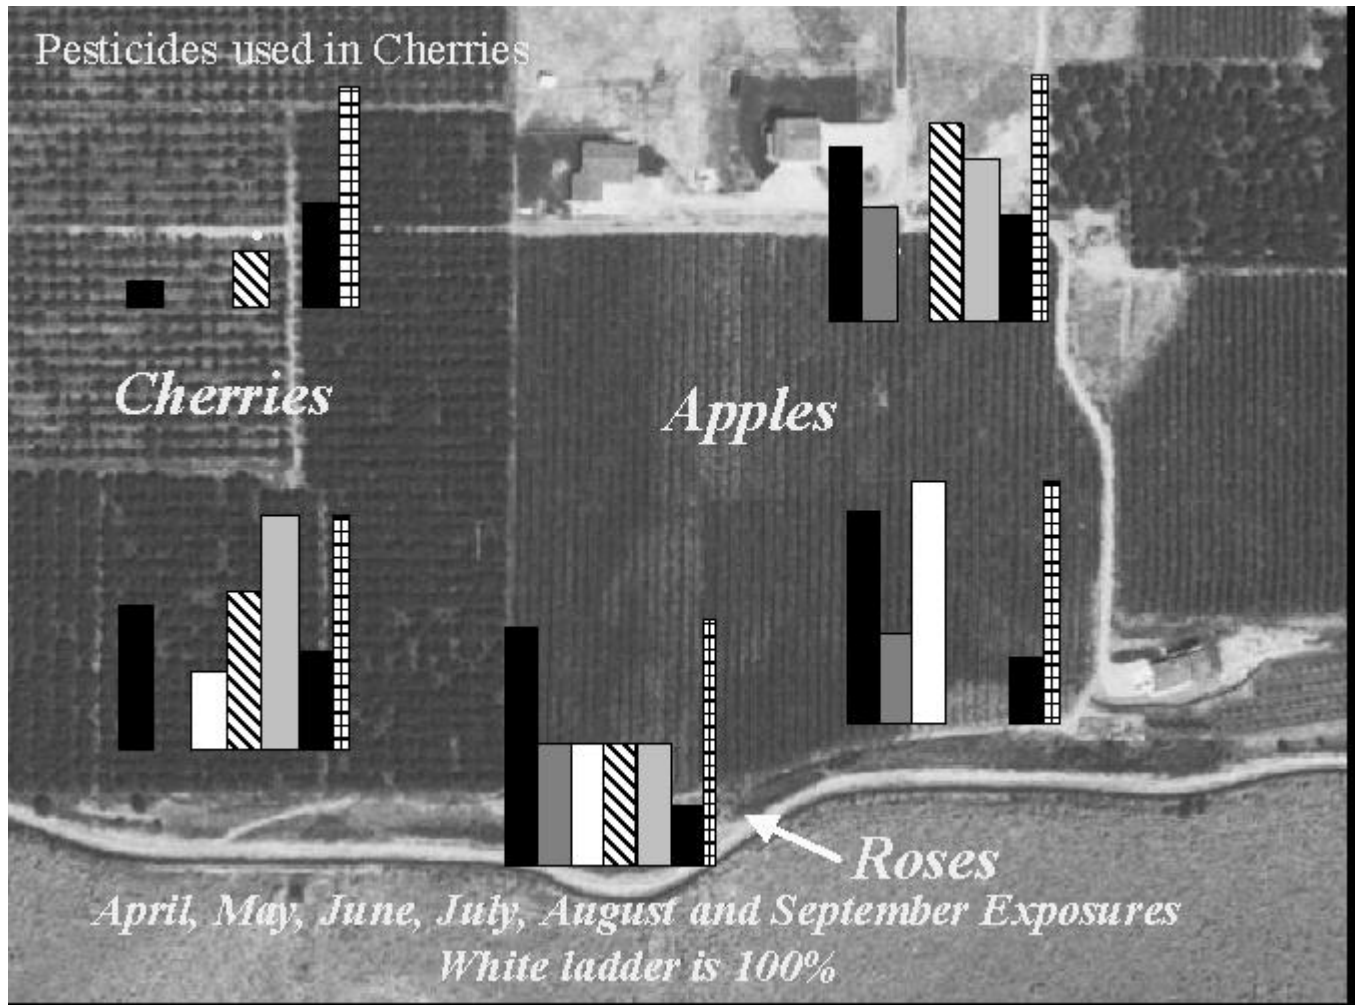 Pesticides used in Cherries
Cherries
Apples
Roses
April, May, June, July, August and September Exposures
White ladder is 100%